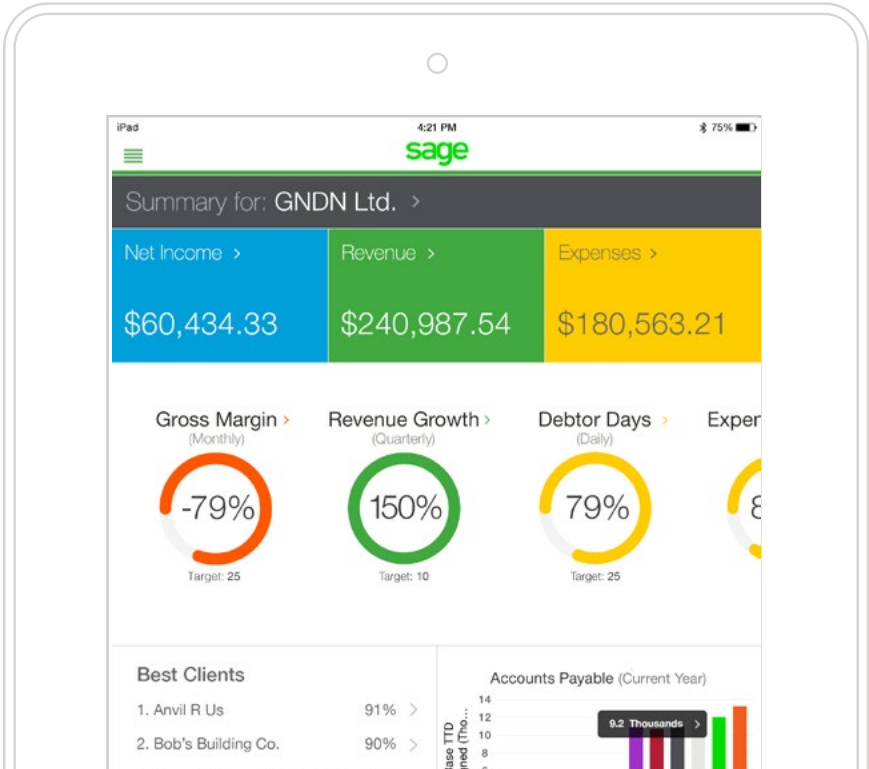 iPad 4:21 PM 75%
sage
Summary for: GNDN Ltd. >
Net Income > Revenue > Expenses >
$60,434.33 $240,987.54 $180,563.21
Gross Margin > Revenue Growth > Debtor Days > Exper
(Monthly) (Quarterly) (Daily)
-79% 150% 79% 8
Target: 25 Target: 10 Target: 25
Best Clients
1. Anvil R Us 91% >
2. Bob's Building Co. 90% >
Accounts Payable (Current Year)
14
12
10
8
9.2 Thousands >